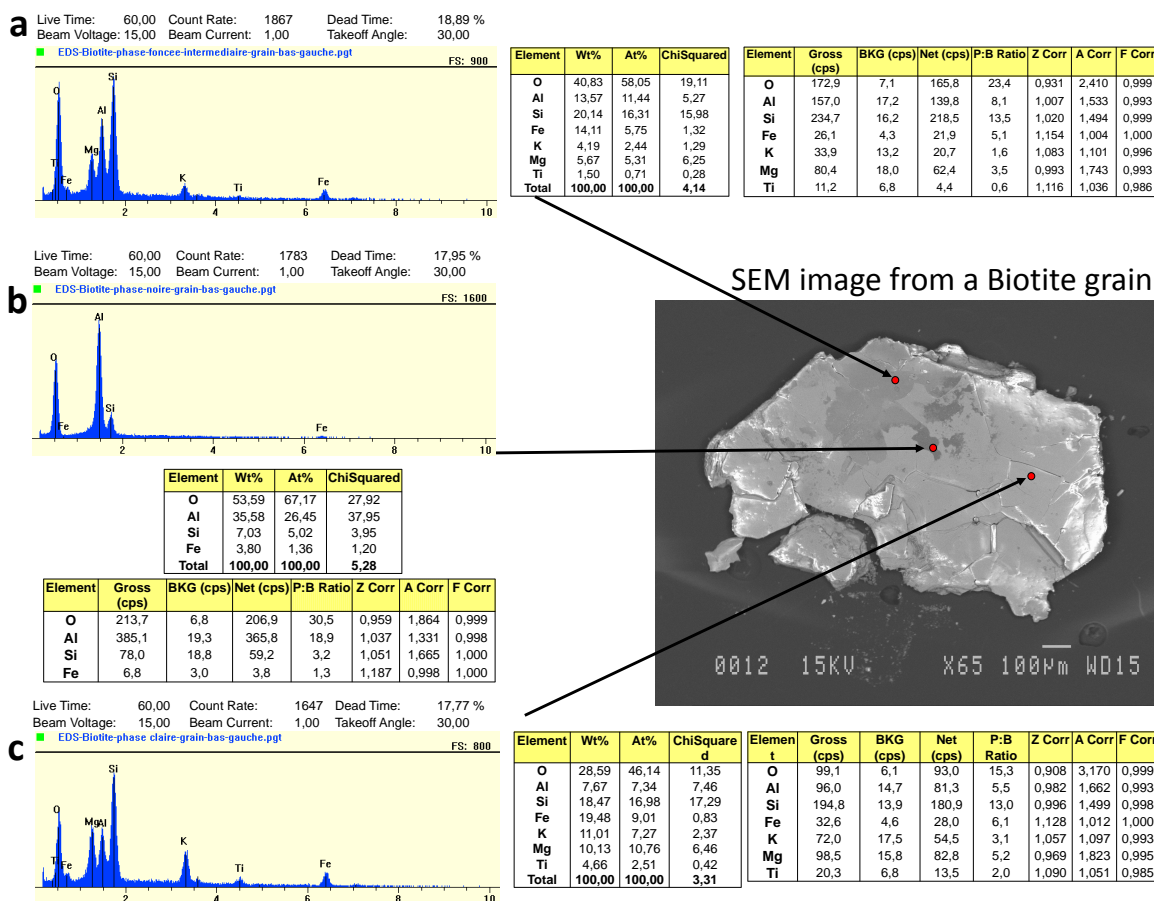 a
Live Time: 60,00 Count Rate: 1867 Dead Time: 18,89 %
Beam Voltage: 15,00 Beam Current: 1,00 Takeoff Angle: 30,00
EDS-Biotite-phase-foncee-intermediaire-grain-bas-gauche.pgt
FS: 900
Si
O
Al
Mg
T
Fe
K
Ti
Fe
2 4 6 8 10
Element Wt% At% ChiSquared
O 40,83 58,05 19,11
Al 13,57 11,44 5,27
Si 20,14 16,31 15,98
Fe 14,11 5,75 1,32
K 4,19 2,44 1,29
Mg 5,67 5,31 6,25
Ti 1,50 0,71 0,28
Total 100,00 100,00 4,14
Element Gross (cps) BKG (cps) Net (cps) P:B Ratio Z Corr A Corr F Corr
O 172,9 7,1 165,8 23,4 0,931 2,410 0,999
Al 157,0 17,2 139,8 8,1 1,007 1,533 0,993
Si 234,7 16,2 218,5 13,5 1,020 1,494 0,999
Fe 26,1 4,3 21,9 5,1 1,154 1,004 1,000
K 33,9 13,2 20,7 1,6 1,083 1,101 0,996
Mg 80,4 18,0 62,4 3,5 0,993 1,743 0,993
Ti 11,2 6,8 4,4 0,6 1,116 1,036 0,986
b
Live Time: 60,00 Count Rate: 1783 Dead Time: 17,95 %
Beam Voltage: 15,00 Beam Current: 1,00 Takeoff Angle: 30,00
EDS-Biotite-phase-noire-grain-bas-gauche.pgt
FS: 1600
Al
O
Si
Fe
Fe
2 4 6 8 10
Element Wt% At% ChiSquared
O 53,59 67,17 27,92
Al 35,58 26,45 37,95
Si 7,03 5,02 3,95
Fe 3,80 1,36 1,20
Total 100,00 100,00 5,28
Element Gross (cps) BKG (cps) Net (cps) P:B Ratio Z Corr A Corr F Corr
O 213,7 6,8 206,9 30,5 0,959 1,864 0,999
Al 385,1 19,3 365,8 18,9 1,037 1,331 0,998
Si 78,0 18,8 59,2 3,2 1,051 1,665 1,000
Fe 6,8 3,0 3,8 1,3 1,187 0,998 1,000
SEM image from a Biotite grain
0012 15KV X65 100µm WD15
c
Live Time: 60,00 Count Rate: 1647 Dead Time: 17,77 %
Beam Voltage: 15,00 Beam Current: 1,00 Takeoff Angle: 30,00
EDS-Biotite-phase claire-grain-bas-gauche.pgt
FS: 800
Si
O
Mg
Al
T
Fe
K
Ti
Fe
2 4 6 8 10
Element Wt% At% ChiSquare
d
O 28,59 46,14 11,35
Al 7,67 7,34 7,46
Si 18,47 16,98 17,29
Fe 19,48 9,01 0,83
K 11,01 7,27 2,37
Mg 10,13 10,76 6,46
Ti 4,66 2,51 0,42
Total 100,00 100,00 3,31
Elemen Gross BKG Net P:B Z Corr A Corr F Corr
t (cps) (cps) (cps) Ratio
O 99,1 6,1 93,0 15,3 0,908 3,170 0,999
Al 96,0 14,7 81,3 5,5 0,982 1,662 0,993
Si 194,8 13,9 180,9 13,0 0,996 1,499 0,998
Fe 32,6 4,6 28,0 6,1 1,128 1,012 1,000
K 72,0 17,5 54,5 3,1 1,057 1,097 0,993
Mg 98,5 15,8 82,8 5,2 0,969 1,823 0,995
Ti 20,3 6,8 13,5 2,0 1,090 1,051 0,985